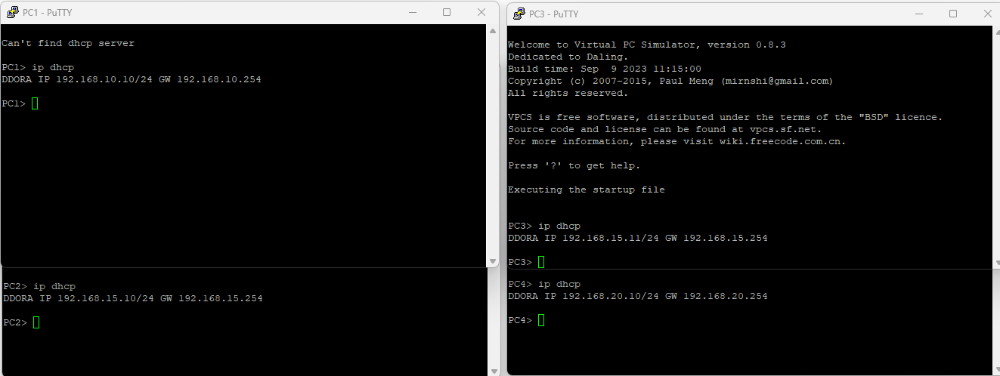 PC1 - PuTTY
Can't find dhcp server
PC1> ip dhcp
DDORA IP 192.168.10.10/24 GW 192.168.10.254
PC1>
PC2> ip dhcp
DDORA IP 192.168.15.10/24 GW 192.168.15.254
PC2>
PC3 - PuTTY
Welcome to Virtual PC Simulator, version 0.8.3
Dedicated to Daling.
Build time: Sep  9 2023 11:15:00
Copyright (c) 2007-2015, Paul Meng (mirnshi@gmail.com)
All rights reserved.
VPCS is free software, distributed under the terms of the "BSD" licence.
Source code and license can be found at vpcs.sf.net.
For more information, please visit wiki.freecode.com.cn.
Press '?' to get help.
Executing the startup file
PC3> ip dhcp
DDORA IP 192.168.15.11/24 GW 192.168.15.254
PC3>
PC4> ip dhcp
DDORA IP 192.168.20.10/24 GW 192.168.20.254
PC4>